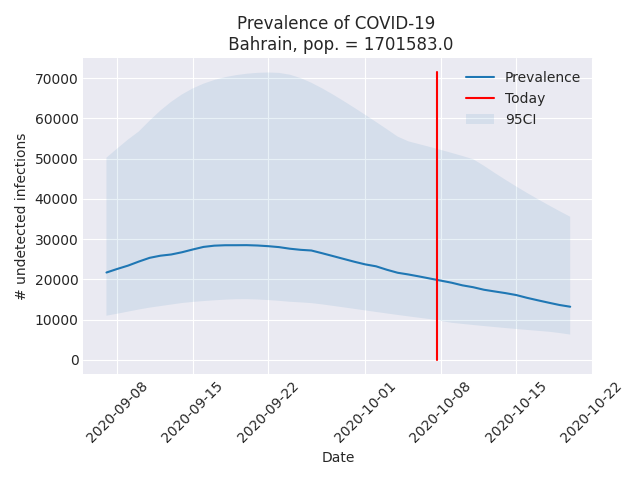 Prevalence of COVID-19
Bahrain, pop. = 1701583.0
70000
60000
50000
40000
30000
20000
10000
0
# undetected infections
Prevalence
Today
95CI
2020-09-08
2020-09-15
2020-09-22
2020-10-01
2020-10-08
2020-10-15
2020-10-22
Date